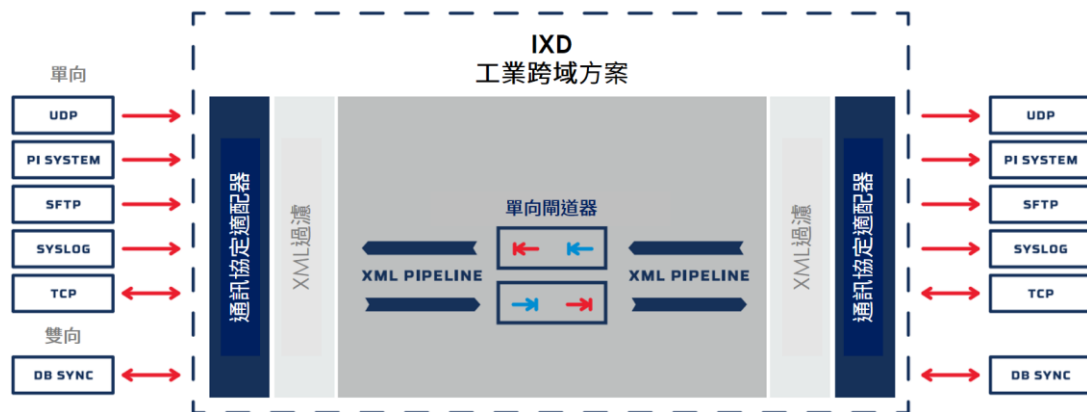 IXD
工業跨域方案
單向
UDP
PI SYSTEM
SFTP
SYSLOG
TCP
雙向
DB SYNC
通訊協定適配器
XML過濾
單向閘道器
XML PIPELINE
XML PIPELINE
XML過濾
通訊協定適配器
UDP
PI SYSTEM
SFTP
SYSLOG
TCP
DB SYNC